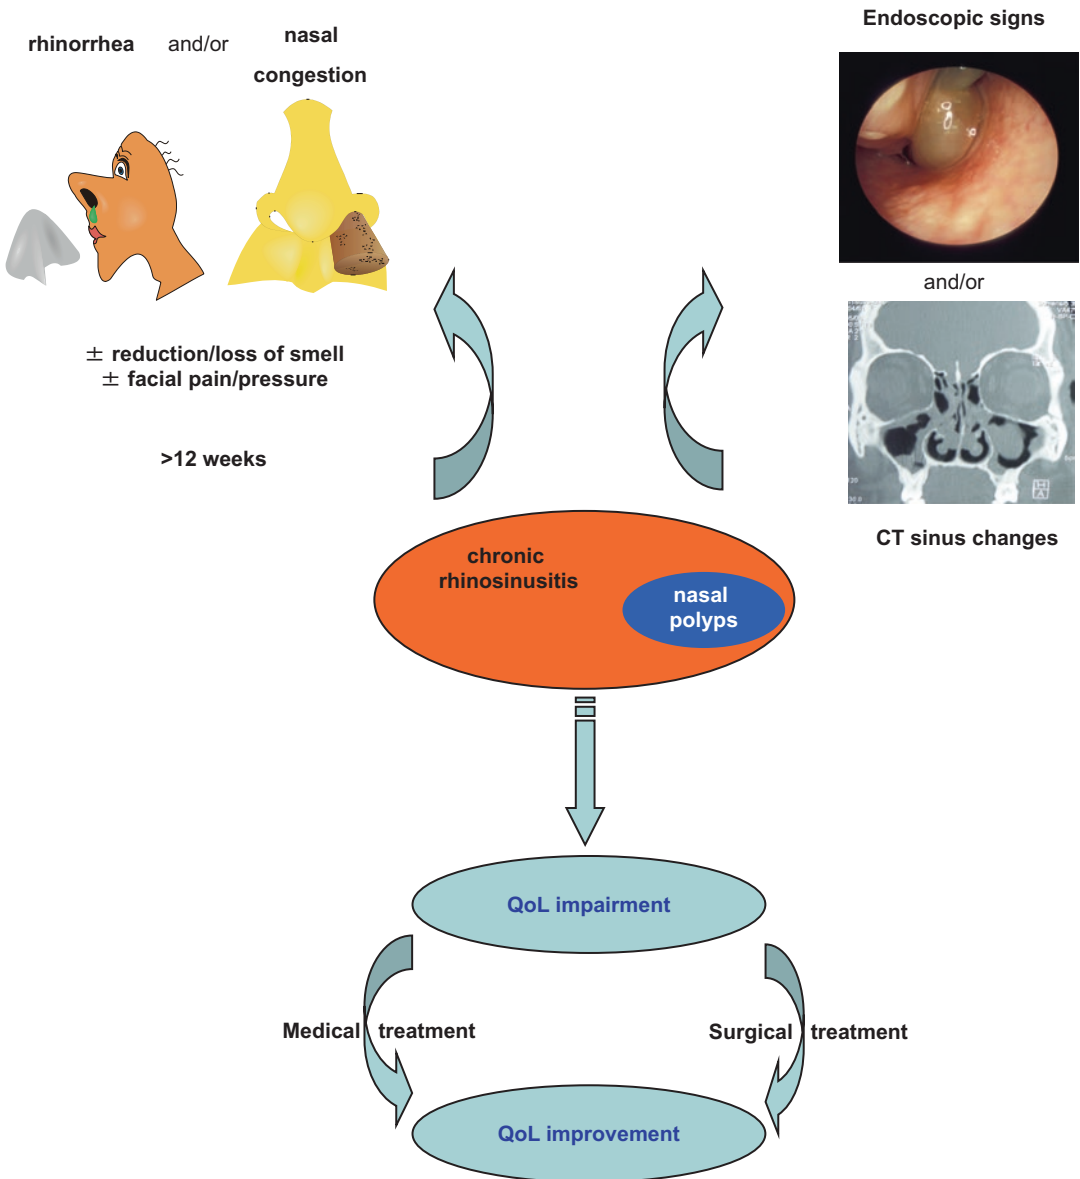 rhinorrhea and/or nasal
congestion
± reduction/loss of smell
± facial pain/pressure
>12 weeks
Endoscopic signs
and/or
CT sinus changes
chronic
rhinosinusitis
nasal
polyps
QoL impairment
Medical treatment
Surgical treatment
QoL improvement